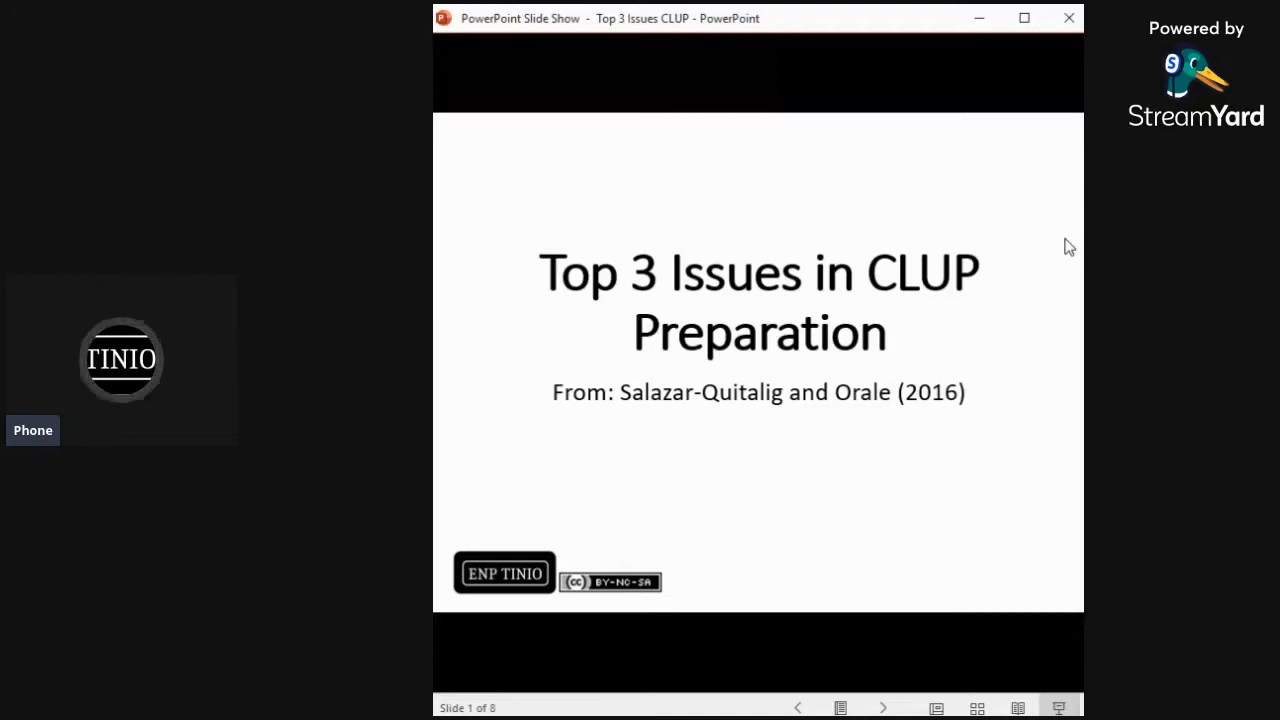 PowerPoint Slide Show - Top 3 Issues CLUP - PowerPoint
Powered by
S
StreamYard
Top 3 Issues in CLUP
Preparation
From: Salazar-Quitalig and Orale (2016)
TINIO
Phone
ENP TINIO
cc BY-NC-SA
Slide 1 of 8